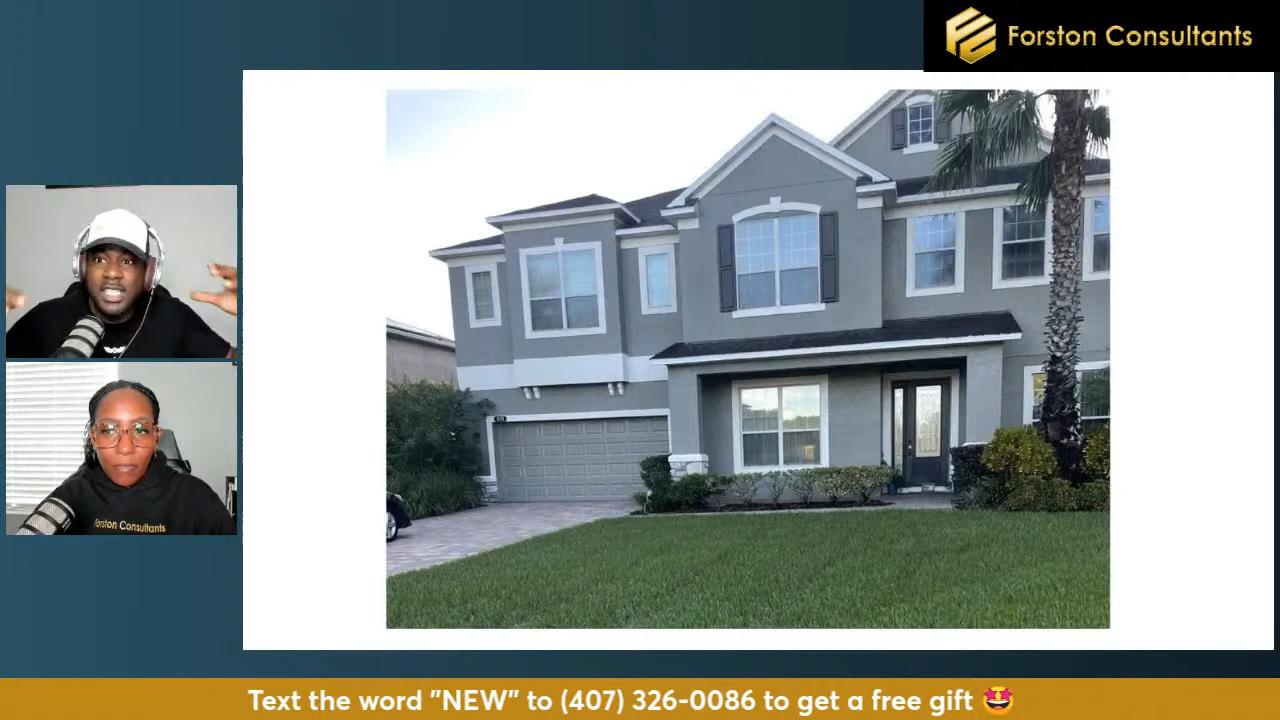 Forston Consultants
Forston Consultants
Text the word "NEW" to (407) 326-0086 to get a free gift 🤩